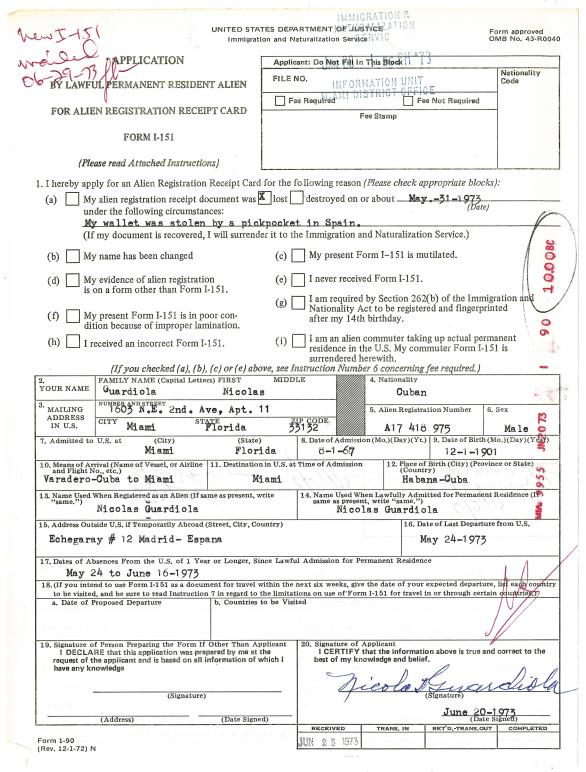 New I-151
mailed
06-29-73
IMMIGRATION &
NATURALIZATION
SERVIC
UNITED STATES DEPARTMENT OF JUSTICE
Immigration and Naturalization Service
Form approved
OMB No. 43-R0040
APPLICATION
BY LAWFUL PERMANENT RESIDENT ALIEN
FOR ALIEN REGISTRATION RECEIPT CARD
FORM I-151
(Please read Attached Instructions)
Applicant: Do Not Fill in This Block
PH '73
FILE NO.
INFORMATION UNIT
MIAMI DISTRICT OFFICE
Nationality
Code
Fee Required
Fee Not Required
Fee Stamp
1. I hereby apply for an Alien Registration Receipt Card for the following reason (Please check appropriate blocks):
(a) My alien registration receipt document was X lost destroyed on or about May.-31-1973
(Date)
under the following circumstances:
My wallet was stolen by a pickpocket in Spain.
(If my document is recovered, I will surrender it to the Immigration and Naturalization Service.)
(b) My name has been changed
(c) My present Form I-151 is mutilated.
(d) My evidence of alien registration
is on a form other than Form I-151.
(e) I never received Form I-151.
(f) My present Form I-151 is in poor con-
dition because of improper lamination.
(g) I am required by Section 262(b) of the Immigration and
Nationality Act to be registered and fingerprinted
after my 14th birthday.
(h) I received an incorrect Form I-151.
(i) I am an alien commuter taking up actual permanent
residence in the U.S. My commuter Form I-151 is
surrendered herewith.
(If you checked (a), (b), (c) or (e) above, see Instruction Number 6 concerning fee required.)
I 90 10.00BC
9955 JN2073
2.
YOUR NAME
FAMILY NAME (Capital Letters) FIRST MIDDLE
Guardiola Nicolas
4. Nationality
Cuban
3. MAILING
ADDRESS
IN U.S.
NUMBER AND STREET
1603 N.E. 2nd. Ave, Apt. 11
CITY STATE ZIP CODE
Miami Florida 33132
5. Alien Registration Number
A17 418 975
6. Sex
Male
7. Admitted to U.S. at (City) (State)
Miami Florida
8. Date of Admission (Mo.) (Day) (Yr.)
8-1-67
9. Date of Birth (Mo.) (Day) (Yr.)
12-1-1901
10. Means of Arrival (Name of Vessel, or Airline
and Flight No., etc.)
Varadero-Cuba to Miami
11. Destination in U.S. at Time of Admission
Miami
12. Place of Birth (City) (Province or State)
(Country)
Habana-Cuba
13. Name Used When Registered as an Alien (If same as present, write
"same.")
Nicolas Guardiola
14. Name Used When Lawfully Admitted for Permanent Residence (If
same as present, write "same.")
Nicolas Guardiola
15. Address Outside U.S. if Temporarily Abroad (Street, City, Country)
Echegaray # 12 Madrid- Espana
16. Date of Last Departure from U.S.
May 24-1973
17. Dates of Absences From the U.S. of 1 Year or Longer, Since Lawful Admission for Permanent Residence
May 24 to June 16-1973
18. (If you intend to use Form I-151 as a document for travel within the next six weeks, give the date of your expected departure, list each country
to be visited, and be sure to read Instruction 7 in regard to the limitations on use of Form I-151 for travel in or through certain countries.)
a. Date of Proposed Departure
b. Countries to be Visited
19. Signature of Person Preparing the Form If Other Than Applicant
I DECLARE that this application was prepared by me at the
request of the applicant and is based on all information of which I
have any knowledge
(Signature)
(Address) (Date Signed)
20. Signature of Applicant
I CERTIFY that the information above is true and correct to the
best of my knowledge and belief.
Nicolas Guardiola
(Signature)
June 20-1973
(Date Signed)
RECEIVED TRANS. IN RET'D.-TRANS. OUT COMPLETED
JUN 25 1973
Form I-90
(Rev. 12-1-72) N